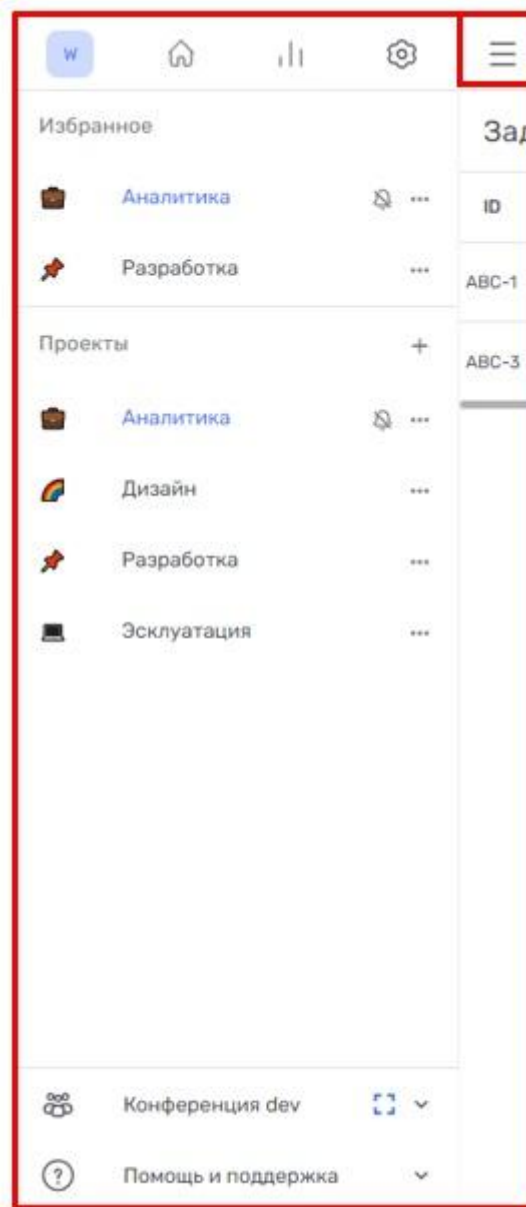 W
Избранное
Аналитика
Разработка
Проекты
Аналитика
Дизайн
Разработка
Эсклуатация
Конференция dev
Помощь и поддержка
ID
ABC-1
ABC-3